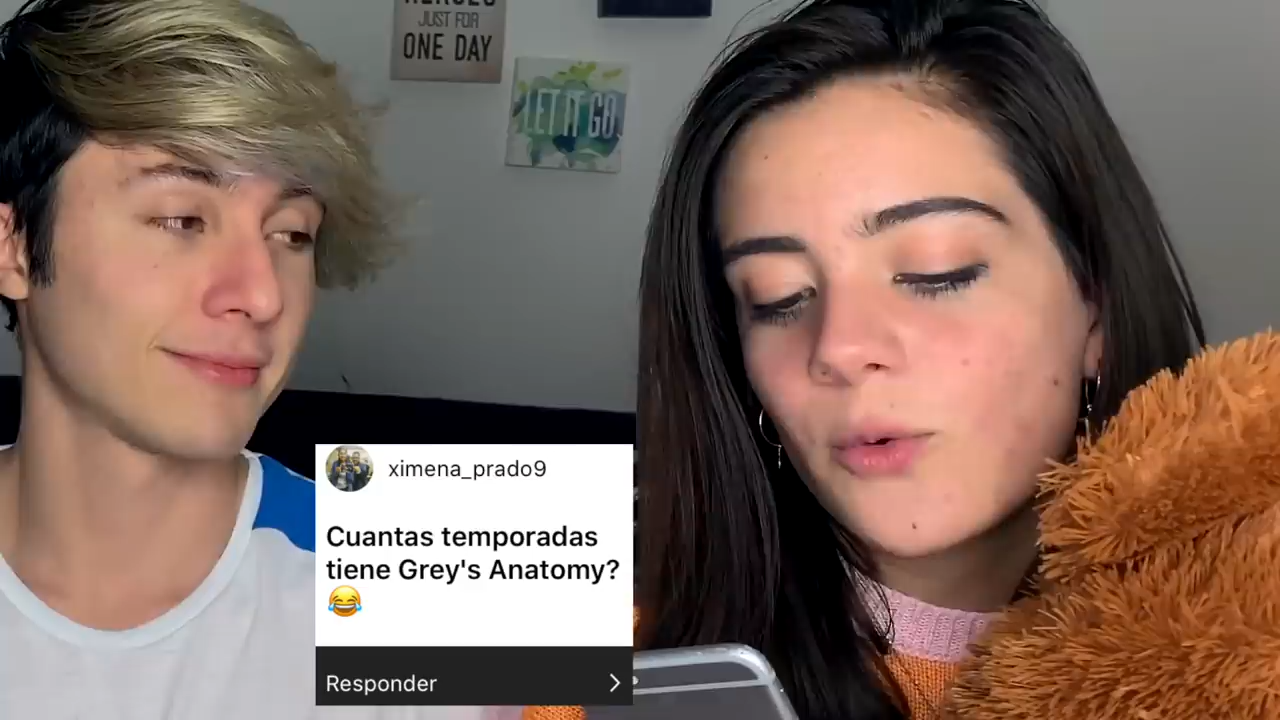 HEROES
JUST FOR
ONE DAY
LET IT GO
ximena_prado9
Cuantas temporadas
tiene Grey's Anatomy?
😂
Responder